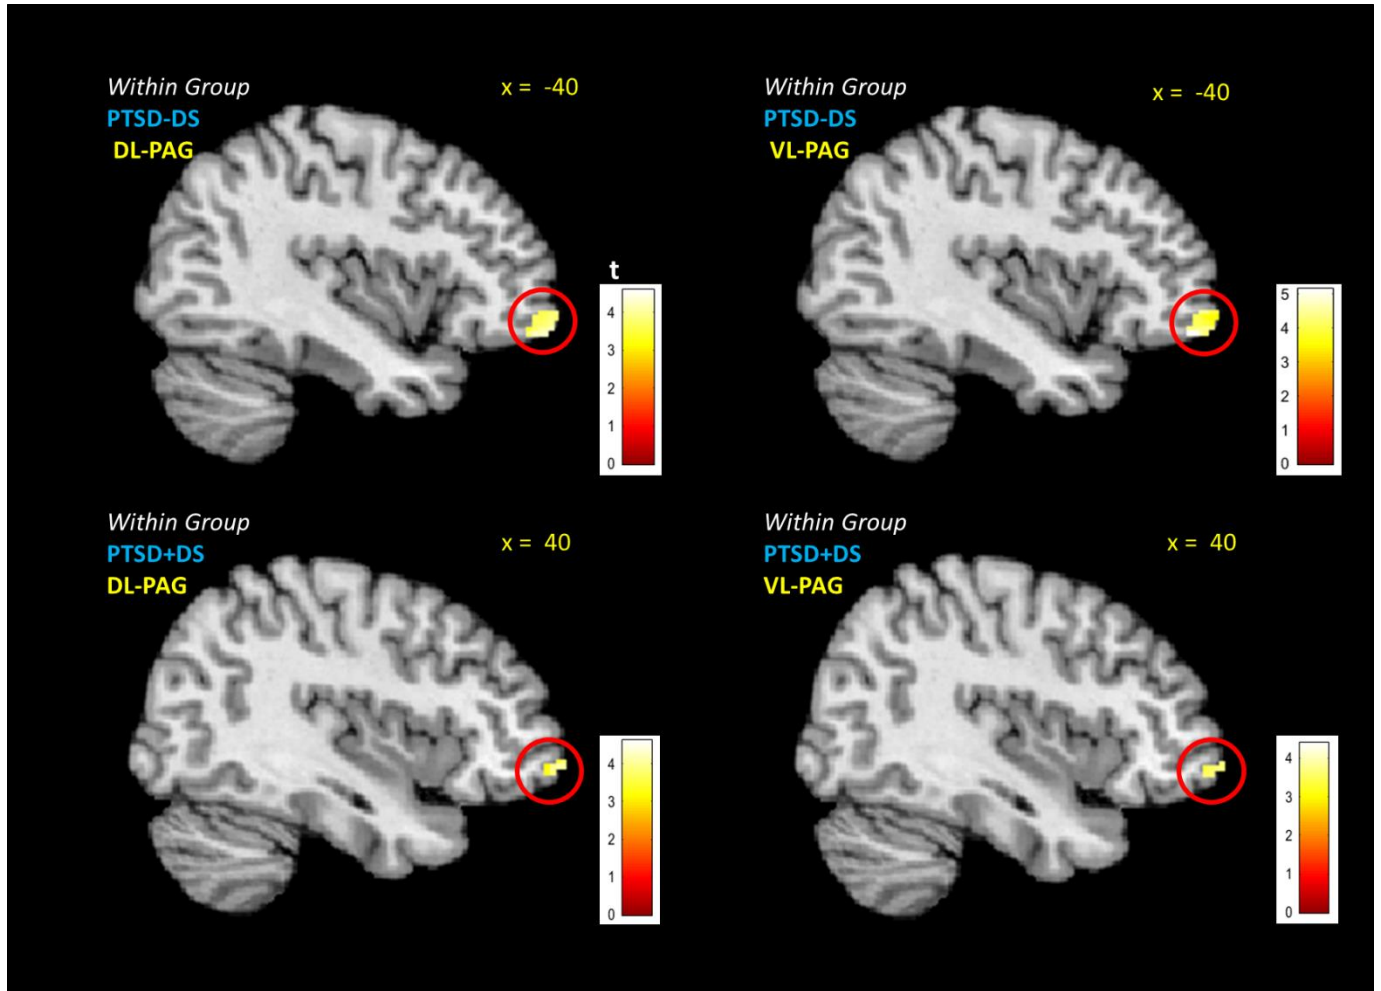 Within Group
x = -40
PTSD-DS
DL-PAG
t
4
3
2
1
0
Within Group
x = -40
PTSD-DS
VL-PAG
5
4
3
2
1
0
Within Group
x = 40
PTSD+DS
DL-PAG
4
3
2
1
0
Within Group
x = 40
PTSD+DS
VL-PAG
4
3
2
1
0